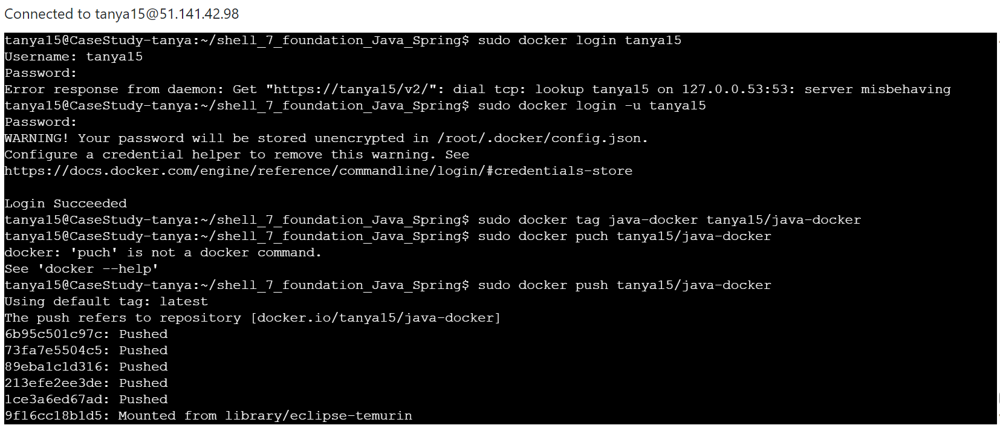 Connected to tanya15@51.141.42.98
tanya15@CaseStudy-tanya:~/shell_7_foundation_Java_Spring$ sudo docker login tanya15
Username: tanya15
Password:
Error response from daemon: Get "https://tanya15/v2/": dial tcp: lookup tanya15 on 127.0.0.53:53: server misbehaving
tanya15@CaseStudy-tanya:~/shell_7_foundation_Java_Spring$ sudo docker login -u tanya15
Password:
WARNING! Your password will be stored unencrypted in /root/.docker/config.json.
Configure a credential helper to remove this warning. See
https://docs.docker.com/engine/reference/commandline/login/#credentials-store
Login Succeeded
tanya15@CaseStudy-tanya:~/shell_7_foundation_Java_Spring$ sudo docker tag java-docker tanya15/java-docker
tanya15@CaseStudy-tanya:~/shell_7_foundation_Java_Spring$ sudo docker puch tanya15/java-docker
docker: 'puch' is not a docker command.
See 'docker --help'
tanya15@CaseStudy-tanya:~/shell_7_foundation_Java_Spring$ sudo docker push tanya15/java-docker
Using default tag: latest
The push refers to repository [docker.io/tanya15/java-docker]
6b95c501c97c: Pushed
73fa7e5504c5: Pushed
89eba1c1d316: Pushed
213efe2ee3de: Pushed
1ce3a6ed67ad: Pushed
9f16cc18b1d5: Mounted from library/eclipse-temurin